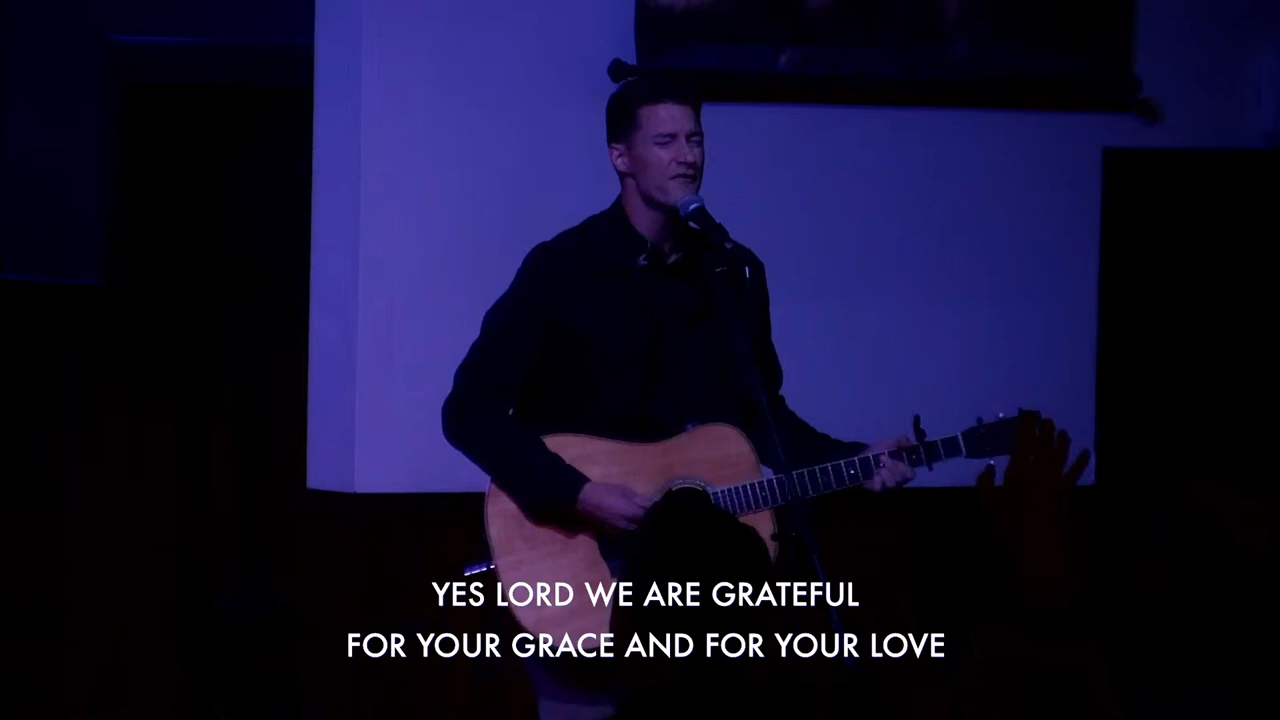 YES LORD WE ARE GRATEFUL
FOR YOUR GRACE AND FOR YOUR LOVE